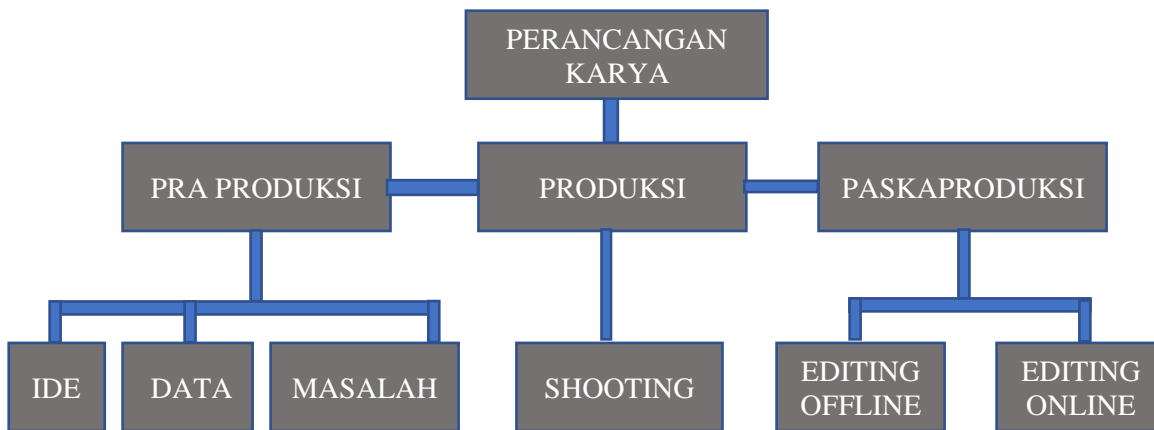 PERANCANGAN
KARYA
PRA PRODUKSI
PRODUKSI
PASKAPRODUKSI
IDE
DATA
MASALAH
SHOOTING
EDITING
OFFLINE
EDITING
ONLINE